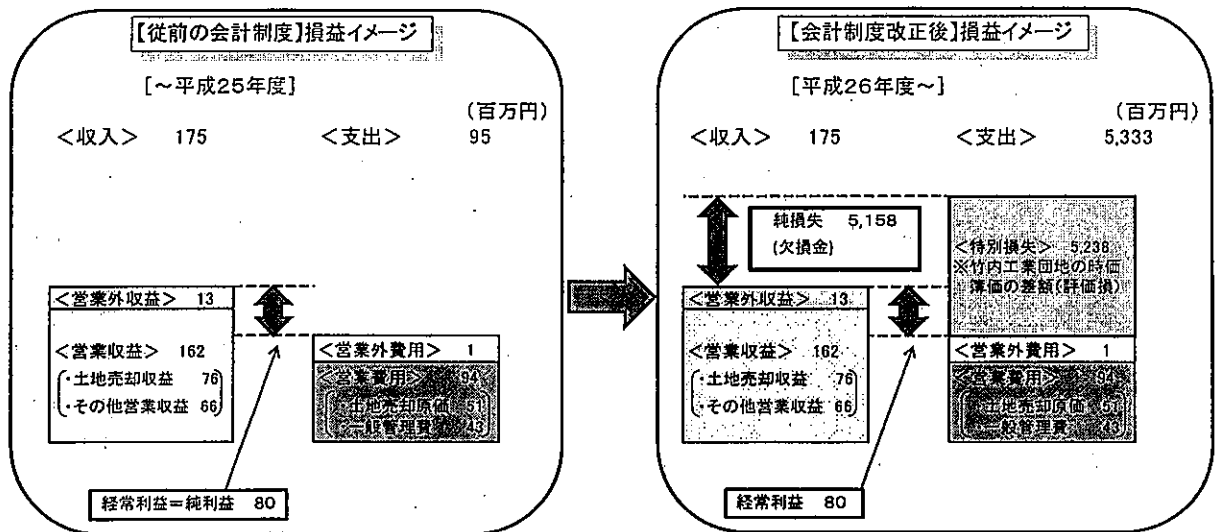 【従前の会計制度】損益イメージ
[～平成25年度]
(百万円)
＜収入＞ 175 ＜支出＞ 95
＜営業外収益＞ 13
＜営業収益＞ 162
・土地売却収益 76
・その他営業収益 66
＜営業外費用＞ 1
＜営業費用＞ 94
・土地売却原価 51
・一般管理費 43
経常利益＝純利益 80
【会計制度改正後】損益イメージ
[平成26年度～]
(百万円)
＜収入＞ 175 ＜支出＞ 5,333
純損失 5,158
(欠損金)
＜特別損失＞ 5,238
※竹内工業団地の時価
簿価の差額(評価損)
＜営業外収益＞ 13
＜営業収益＞ 162
・土地売却収益 76
・その他営業収益 66
＜営業外費用＞ 1
＜営業費用＞ 94
・土地売却原価 51
・一般管理費 43
経常利益 80